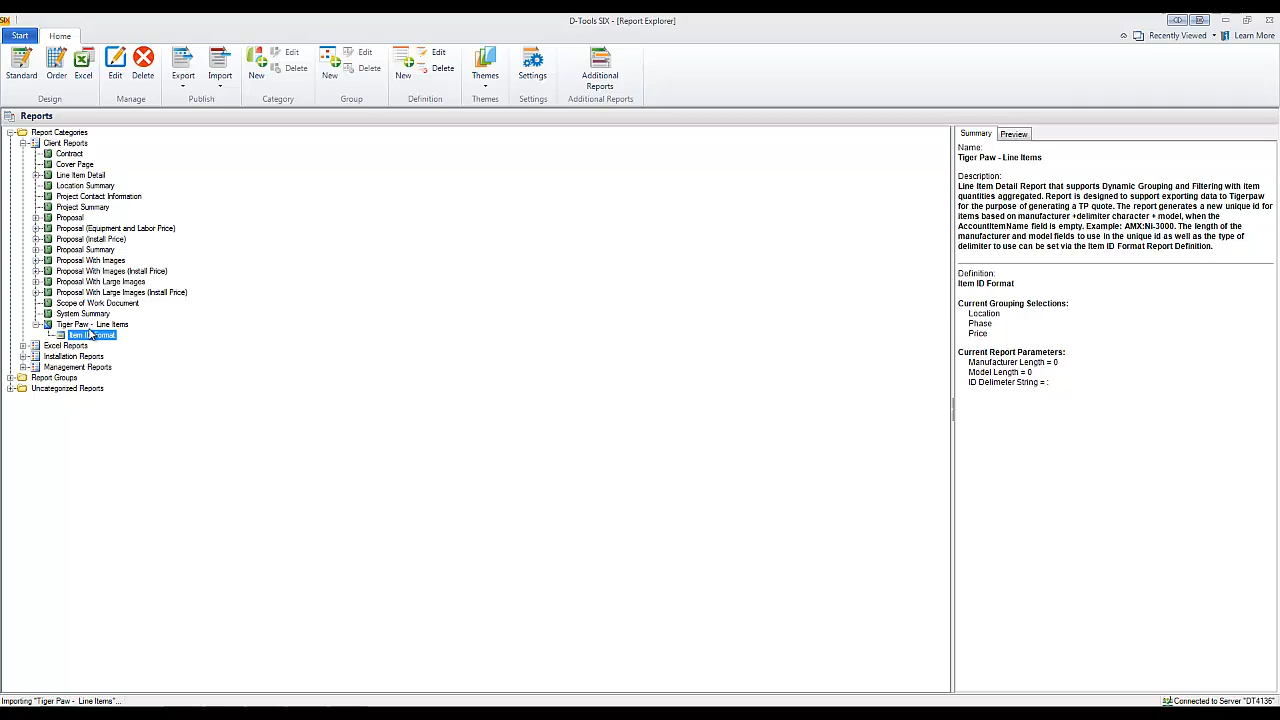 SIX
D-Tools SIX - [Report Explorer]
Start
Home
Recently Viewed
Learn More
Standard
Order
Excel
Edit
Delete
Export
Import
New
Edit
Delete
New
Edit
Delete
New
Edit
Delete
Themes
Settings
Additional
Reports
Design
Manage
Publish
Category
Group
Definition
Themes
Settings
Additional Reports
Reports
Report Categories
Client Reports
Contract
Cover Page
Line Item Detail
Location Summary
Project Contact Information
Project Summary
Proposal
Proposal (Equipment and Labor Price)
Proposal (Install Price)
Proposal Summary
Proposal With Images
Proposal With Images (Install Price)
Proposal With Large Images
Proposal With Large Images (Install Price)
Scope of Work Document
System Summary
Tiger Paw - Line Items
Item ID Format
Excel Reports
Installation Reports
Management Reports
Report Groups
Uncategorized Reports
Summary
Preview
Name:
Tiger Paw - Line Items
Description:
Line Item Detail Report that supports Dynamic Grouping and Filtering with item
quantities aggregated. Report is designed to support exporting data to Tigerpaw
for the purpose of generating a TP quote. The report generates a new unique id for
items based on manufacturer +delimiter character + model, when the
AccountItemName field is empty. Example: AMX:NI-3000. The length of the
manufacturer and model fields to use in the unique id as well as the type of
delimiter to use can be set via the Item ID Format Report Definition.
Definition:
Item ID Format
Current Grouping Selections:
Location
Phase
Price
Current Report Parameters:
Manufacturer Length = 0
Model Length = 0
ID Delimeter String = :
Importing "Tiger Paw - Line Items"...
Connected to Server "DT4136"